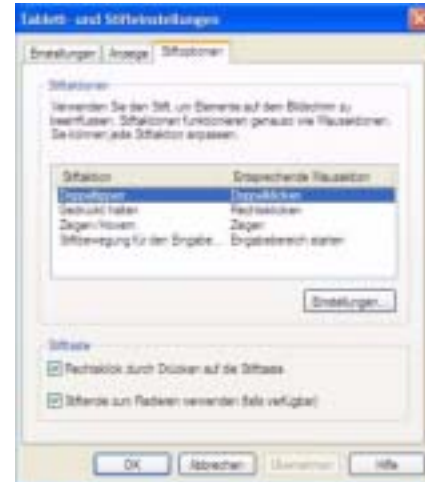 Tablett- und Stifteinstellungen
Einstellungen Anzeige Stiftoptionen
Stiftaktionen
Verwenden Sie den Stift, um Elemente auf dem Bildschirm zu
beeinflussen. Stiftaktionen funktionieren genauso wie Mausaktionen.
Sie können jede Stiftaktion anpassen.
Stiftaktion Entsprechende Mausaktion
Doppeltippen Doppelklicken
Gedrückt halten Rechtsklicken
Zeigen/Hovern Zeigen
Stiftbewegung für den Eingabe... Eingabebereich starten
Einstellungen...
Stifttaste
Rechtsklick durch Drücken auf die Stifttaste
Stiftende zum Radieren verwenden (falls verfügbar)
OK Abbrechen Übernehmen Hilfe